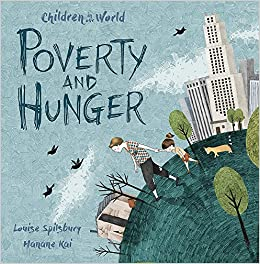 Children in our World
POVERTY
AND
HUNGER
Louise Spilsbury
Hanane Kai